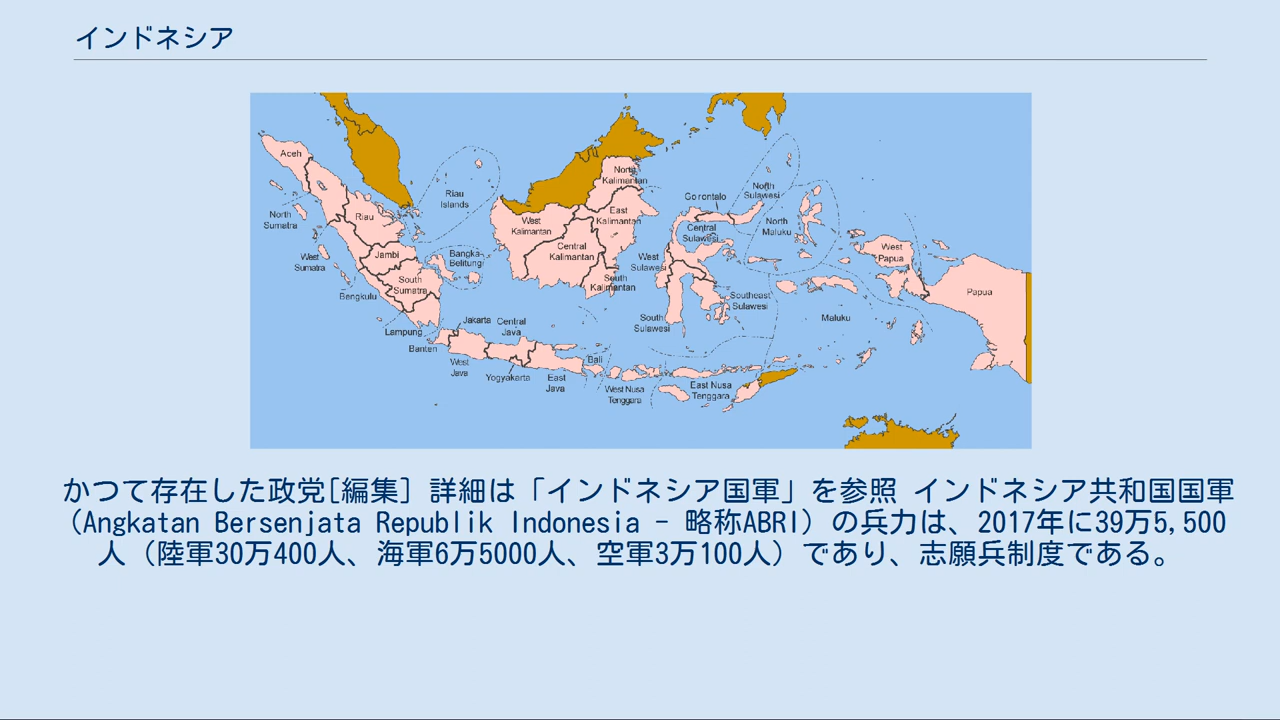 インドネシア
Aceh
North
Sumatra
Riau
Riau
Islands
West
Sumatra
Jambi
Bengkulu
South
Sumatra
Bangka
Belitung
Lampung
Banten
Jakarta
Central
Java
West
Java
Yogyakarta
East
Java
Bali
West Nusa
Tenggara
East Nusa
Tenggara
West
Kalimantan
Central
Kalimantan
East
Kalimantan
North
Kalimantan
South
Kalimantan
Gorontalo
North
Sulawesi
Central
Sulawesi
West
Sulawesi
South
Sulawesi
Southeast
Sulawesi
North
Maluku
Maluku
West
Papua
Papua
かつて存在した政党[編集] 詳細は「インドネシア国軍」を参照 インドネシア共和国国軍
（Angkatan Bersenjata Republik Indonesia - 略称ABRI）の兵力は、2017年に39万5,500
人（陸軍30万400人、海軍6万5000人、空軍3万100人）であり、志願兵制度である。